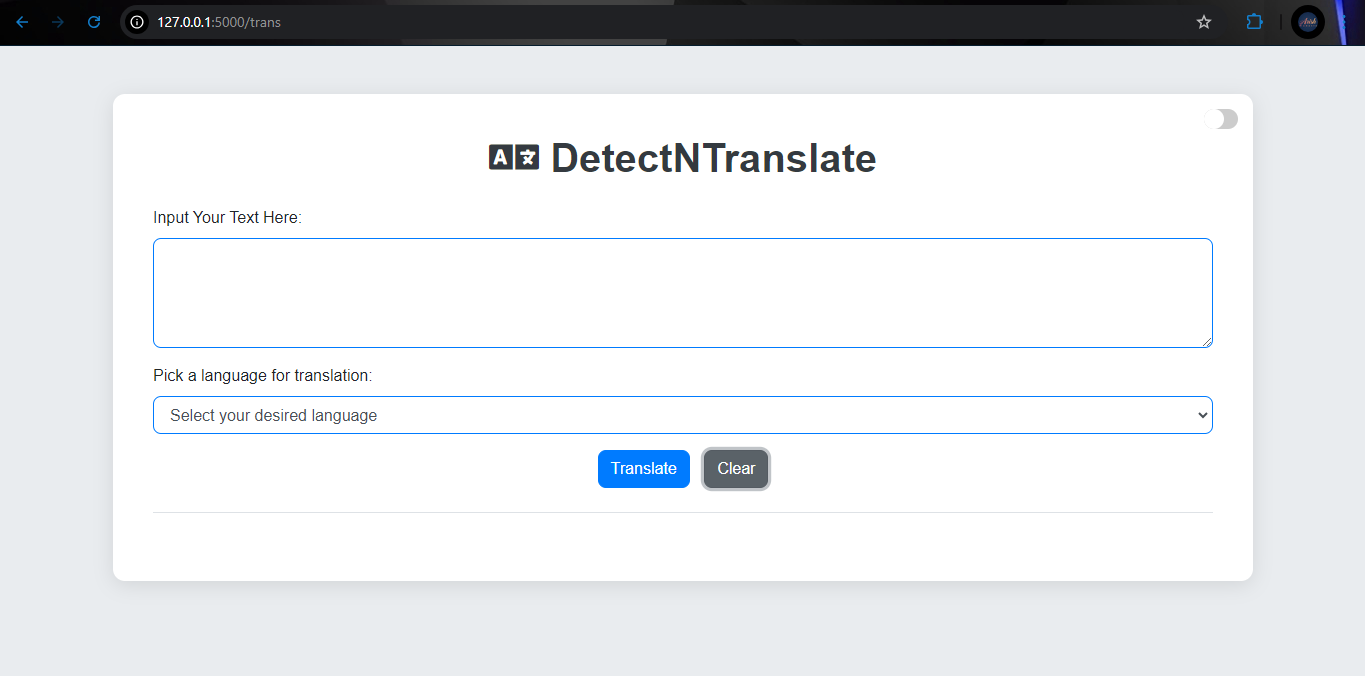 127.0.0.1:5000/trans
A文 DetectNTranslate
Input Your Text Here:
Pick a language for translation:
Select your desired language
Translate Clear